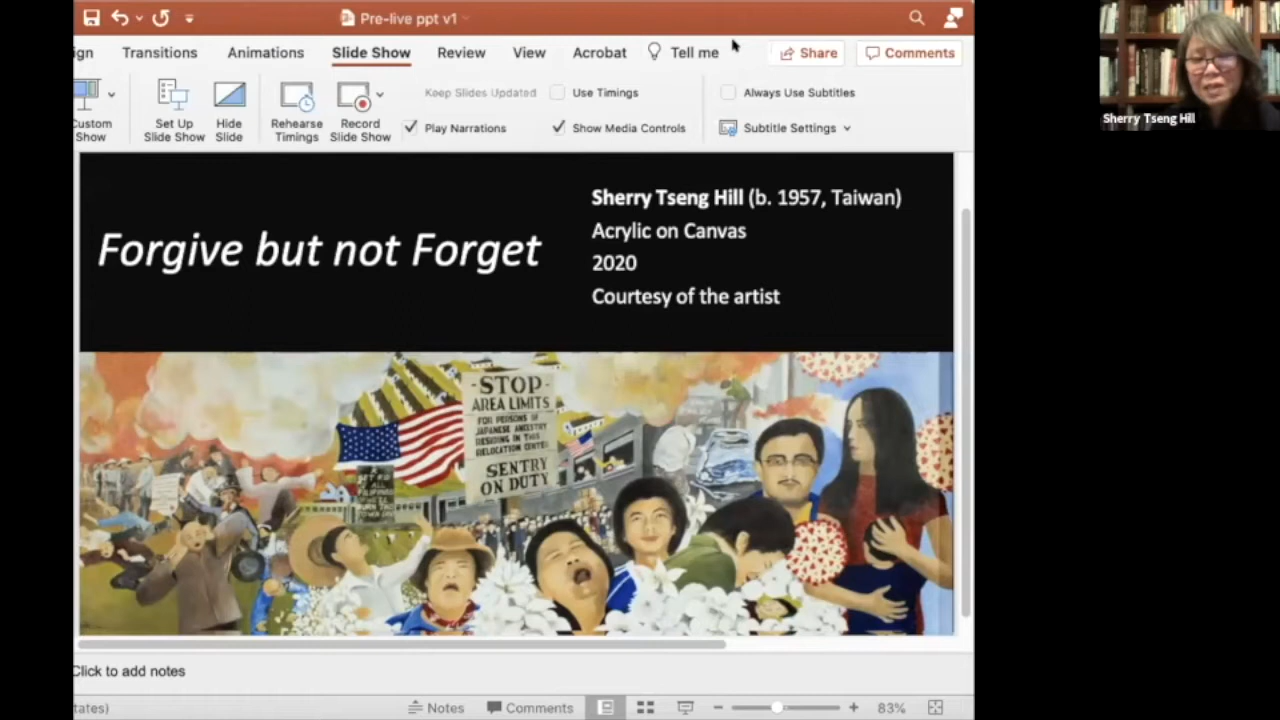 Pre-live ppt v1
ign Transitions Animations Slide Show Review View Acrobat Tell me Share Comments
Custom Show
Set Up Slide Show
Hide Slide
Rehearse Timings
Record Slide Show
Keep Slides Updated
Use Timings
Play Narrations
Show Media Controls
Always Use Subtitles
Subtitle Settings
Sherry Tseng Hill
Forgive but not Forget
Sherry Tseng Hill (b. 1957, Taiwan)
Acrylic on Canvas
2020
Courtesy of the artist
-STOP-
AREA LIMITS
FOR PERSONS OF
JAPANESE ANCESTRY
RESIDING IN THIS
RELOCATION CENTER
SENTRY
ON DUTY
Click to add notes
tates) Notes Comments 83%